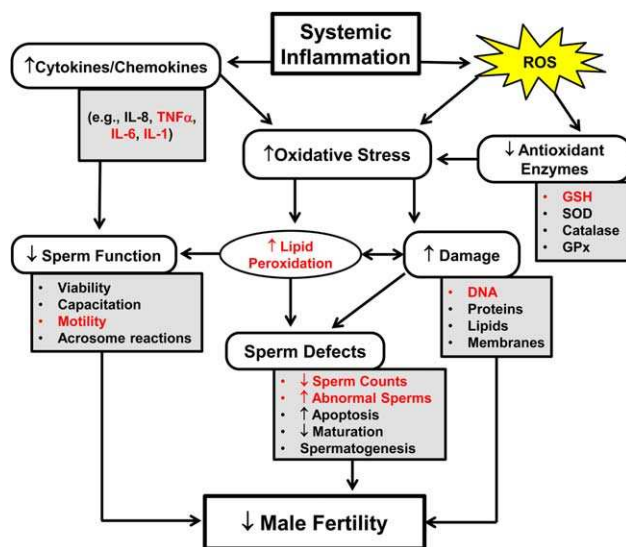 Systemic
Inflammation
ROS
↑Cytokines/Chemokines
(e.g., IL-8, TNFα,
IL-6, IL-1)
↑Oxidative Stress
↓ Antioxidant
Enzymes
• GSH
• SOD
• Catalase
• GPx
↓ Sperm Function
• Viability
• Capacitation
• Motility
• Acrosome reactions
↑ Lipid
Peroxidation
↑ Damage
• DNA
• Proteins
• Lipids
• Membranes
Sperm Defects
• ↓ Sperm Counts
• ↑ Abnormal Sperms
• ↑ Apoptosis
• ↓ Maturation
• Spermatogenesis
↓ Male Fertility